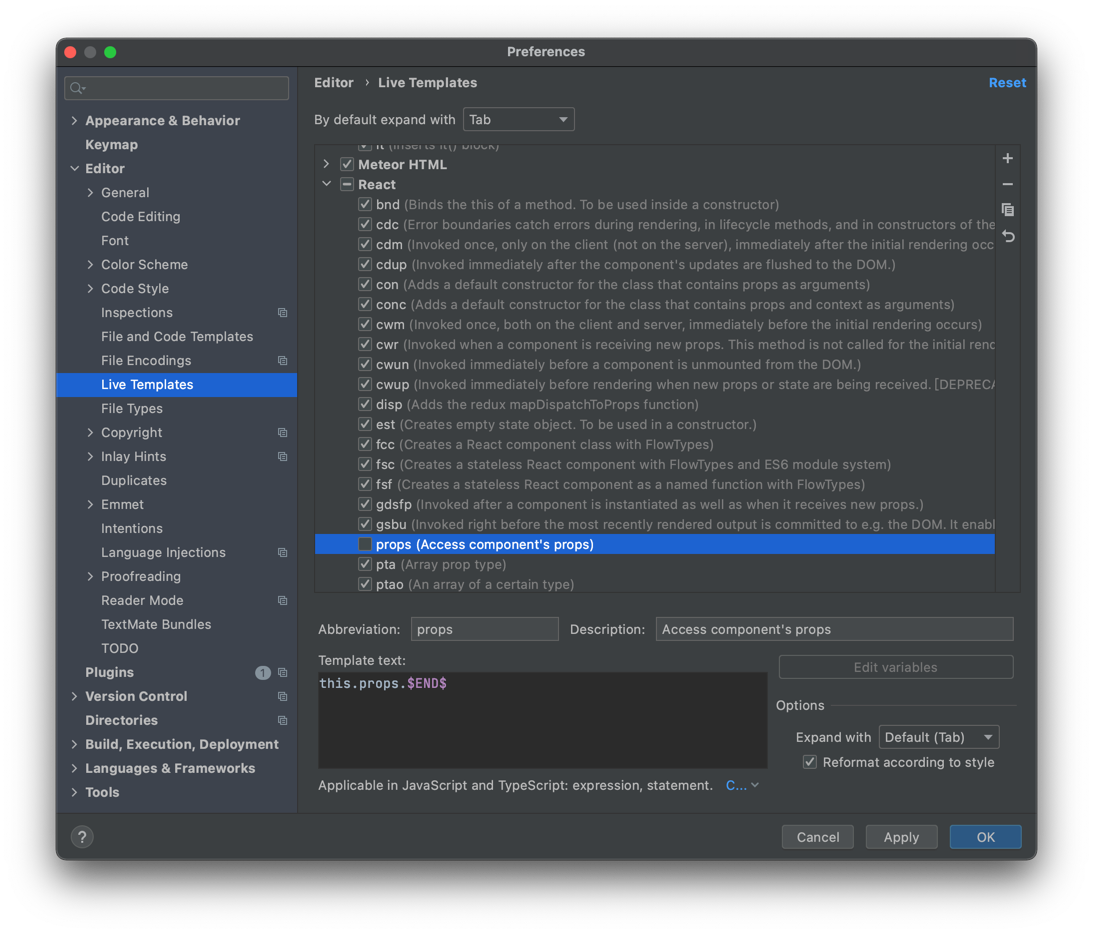 Preferences
Appearance & Behavior
Keymap
Editor
General
Code Editing
Font
Color Scheme
Code Style
Inspections
File and Code Templates
File Encodings
Live Templates
File Types
Copyright
Inlay Hints
Duplicates
Emmet
Intentions
Language Injections
Proofreading
Reader Mode
TextMate Bundles
TODO
Plugins 1
Version Control
Directories
Build, Execution, Deployment
Languages & Frameworks
Tools
?
Editor › Live Templates Reset
By default expand with Tab
it (Inserts it() block)
Meteor HTML
React
bnd (Binds the this of a method. To be used inside a constructor)
cdc (Error boundaries catch errors during rendering, in lifecycle methods, and in constructors of the
cdm (Invoked once, only on the client (not on the server), immediately after the initial rendering occ
cdup (Invoked immediately after the component's updates are flushed to the DOM.)
con (Adds a default constructor for the class that contains props as arguments)
conc (Adds a default constructor for the class that contains props and context as arguments)
cwm (Invoked once, both on the client and server, immediately before the initial rendering occurs)
cwr (Invoked when a component is receiving new props. This method is not called for the initial renc
cwun (Invoked immediately before a component is unmounted from the DOM.)
cwup (Invoked immediately before rendering when new props or state are being received. [DEPRECA
disp (Adds the redux mapDispatchToProps function)
est (Creates empty state object. To be used in a constructor.)
fcc (Creates a React component class with FlowTypes)
fsc (Creates a stateless React component with FlowTypes and ES6 module system)
fsf (Creates a stateless React component as a named function with FlowTypes)
gdsfp (Invoked after a component is instantiated as well as when it receives new props.)
gsbu (Invoked right before the most recently rendered output is committed to e.g. the DOM. It enabl
props (Access component's props)
pta (Array prop type)
ptao (An array of a certain type)
Abbreviation: props Description: Access component's props
Template text: Edit variables
this.props.$END$
Options
Expand with Default (Tab)
Reformat according to style
Applicable in JavaScript and TypeScript: expression, statement. C...
Cancel Apply OK